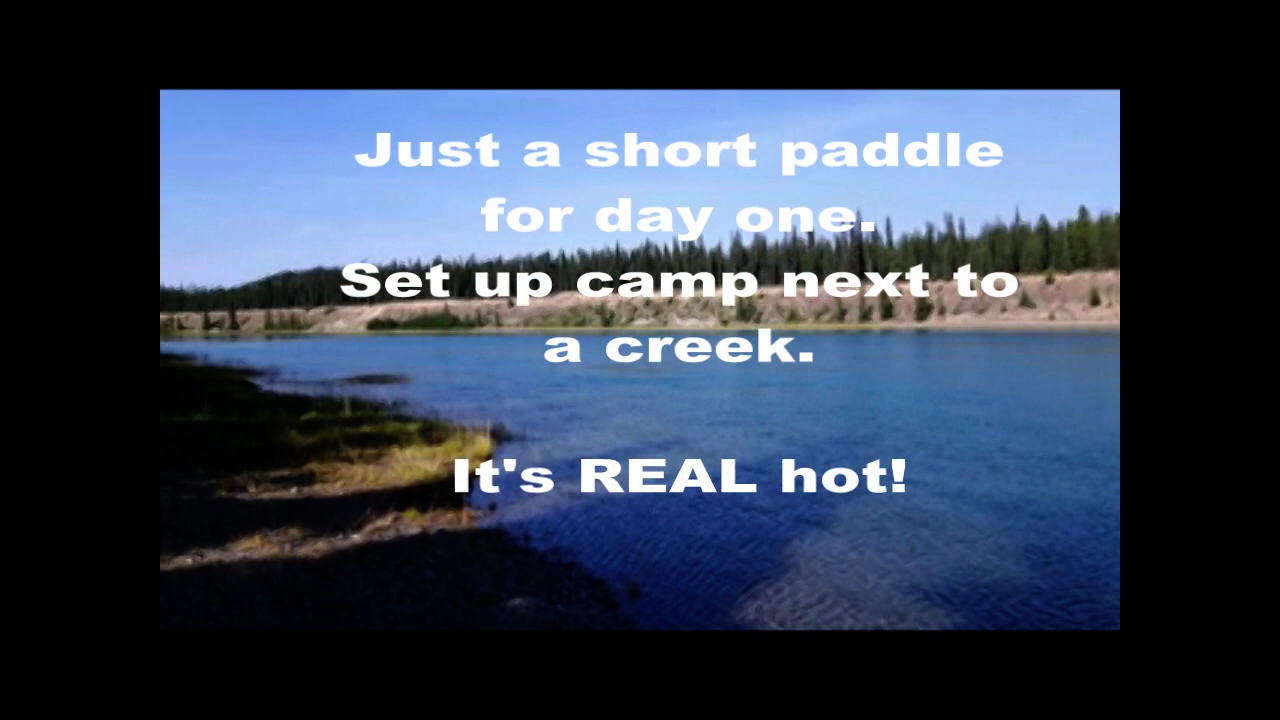 Just a short paddle
for day one.
Set up camp next to
a creek.
It's REAL hot!